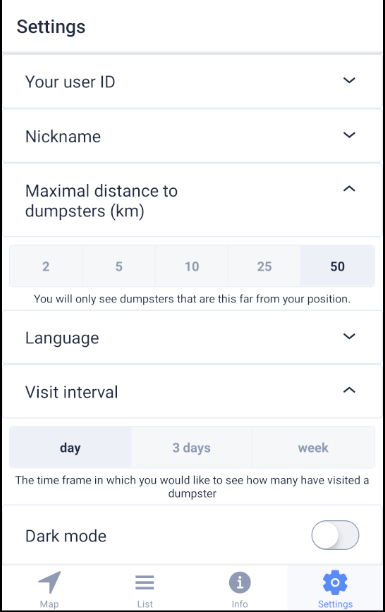 Settings
Your user ID
Nickname
Maximal distance to
dumpsters (km)
2 5 10 25 50
You will only see dumpsters that are this far from your position.
Language
Visit interval
day 3 days week
The time frame in which you would like to see how many have visited a
dumpster
Dark mode
Map List Info Settings